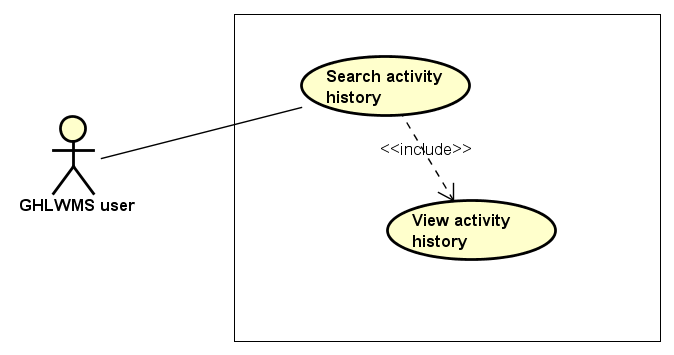 Search activity
history
<<include>>
GHLWMS user
View activity
history